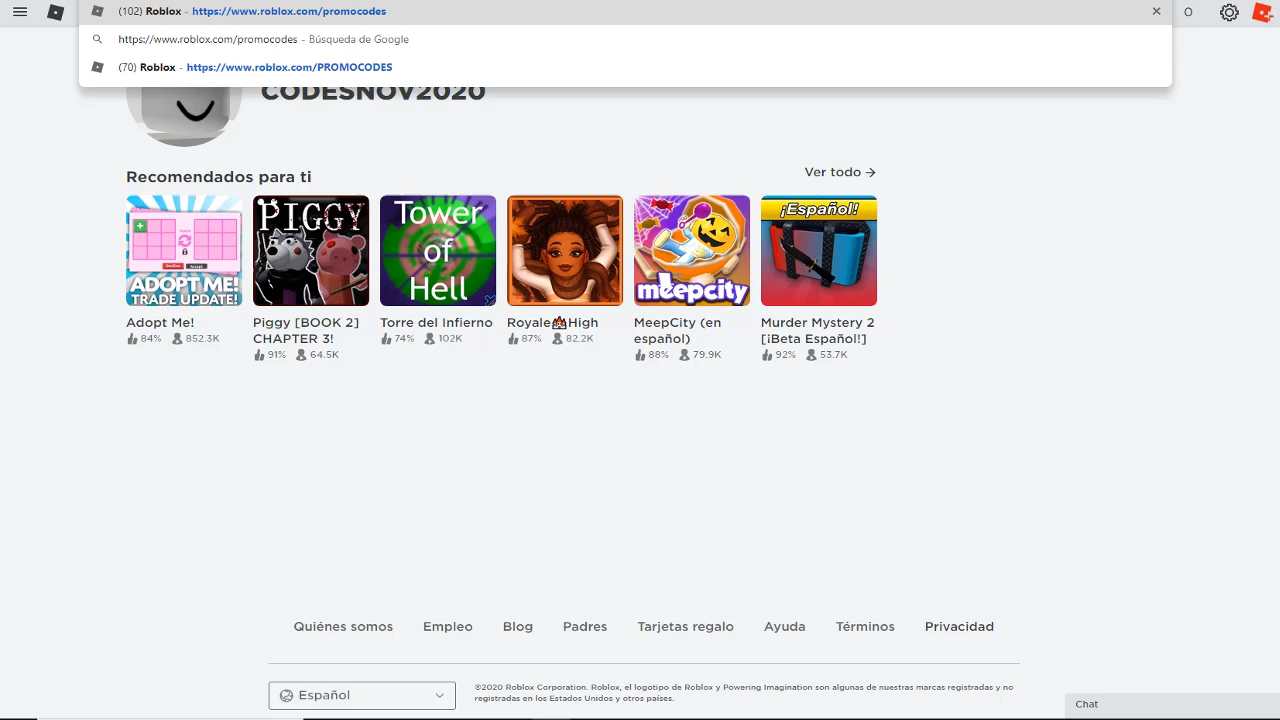 (102) Roblox - https://www.roblox.com/promocodes
O
https://www.roblox.com/promocodes - Búsqueda de Google
(70) Roblox - https://www.roblox.com/PROMOCODES
CODESNOV2020
Recomendados para ti
Ver todo →
ADOPT ME!
TRADE UPDATE!
PIGGY
Tower
of
Hell
meepcity
¡Español!
Adopt Me!
84% 852.3K
Piggy [BOOK 2]
CHAPTER 3!
91% 64.5K
Torre del Infierno
74% 102K
Royale🏰High
87% 82.2K
MeepCity (en
español)
88% 79.9K
Murder Mystery 2
[¡Beta Español!]
92% 53.7K
Quiénes somos Empleo Blog Padres Tarjetas regalo Ayuda Términos Privacidad
Español
©2020 Roblox Corporation. Roblox, el logotipo de Roblox y Powering Imagination son algunas de nuestras marcas registradas y no
registradas en los Estados Unidos y otros países.
Chat